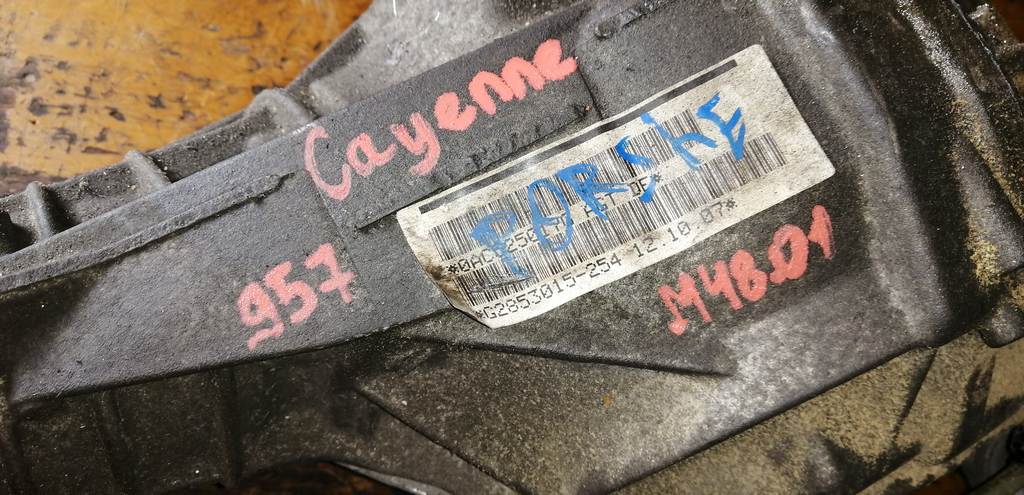 Cayenne
PORSHE
*G2853015-254 12.10.07*
957
M48.01